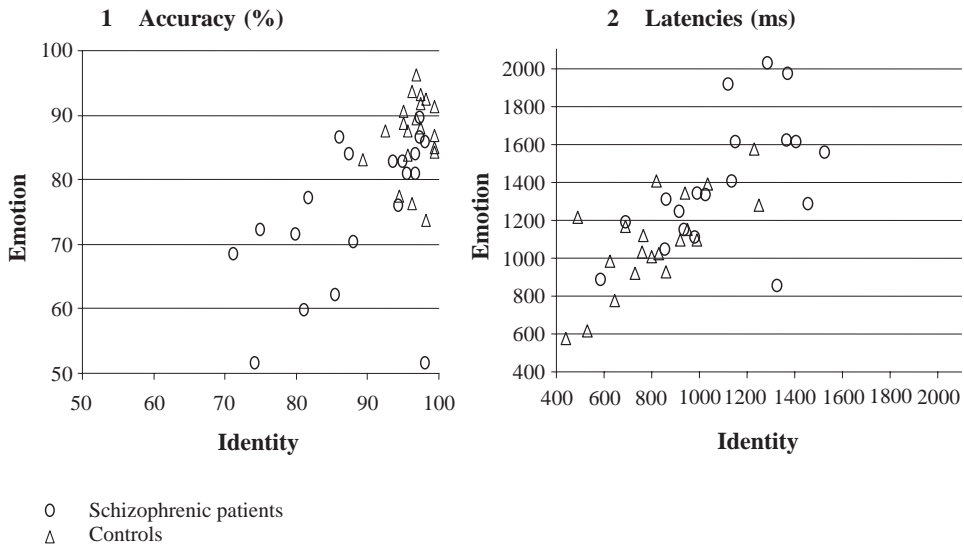 1 Accuracy (%)
100
90
80
70
60
50
Emotion
50 60 70 80 90 100
Identity
2 Latencies (ms)
2000
1800
1600
1400
1200
1000
800
600
400
Emotion
400 600 800 1000 1200 1400 1600 1800 2000
Identity
Schizophrenic patients
Controls